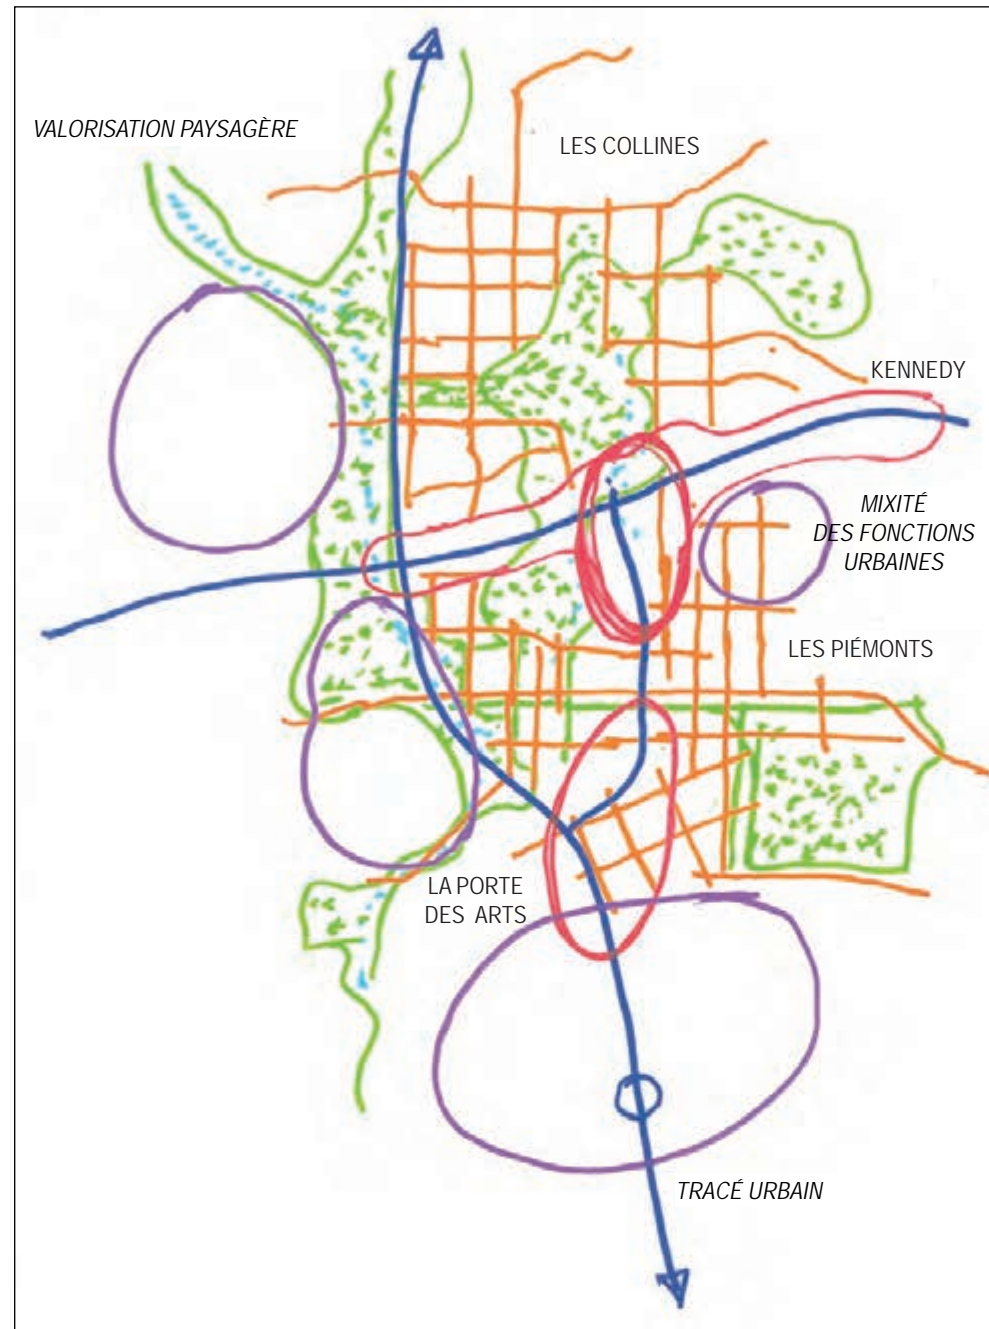 VALORISATION PAYSAGÈRE
LES COLLINES
KENNEDY
MIXITÉ
DES FONCTIONS
URBAINES
LES PIÉMONTS
LA PORTE
DES ARTS
TRACÉ URBAIN